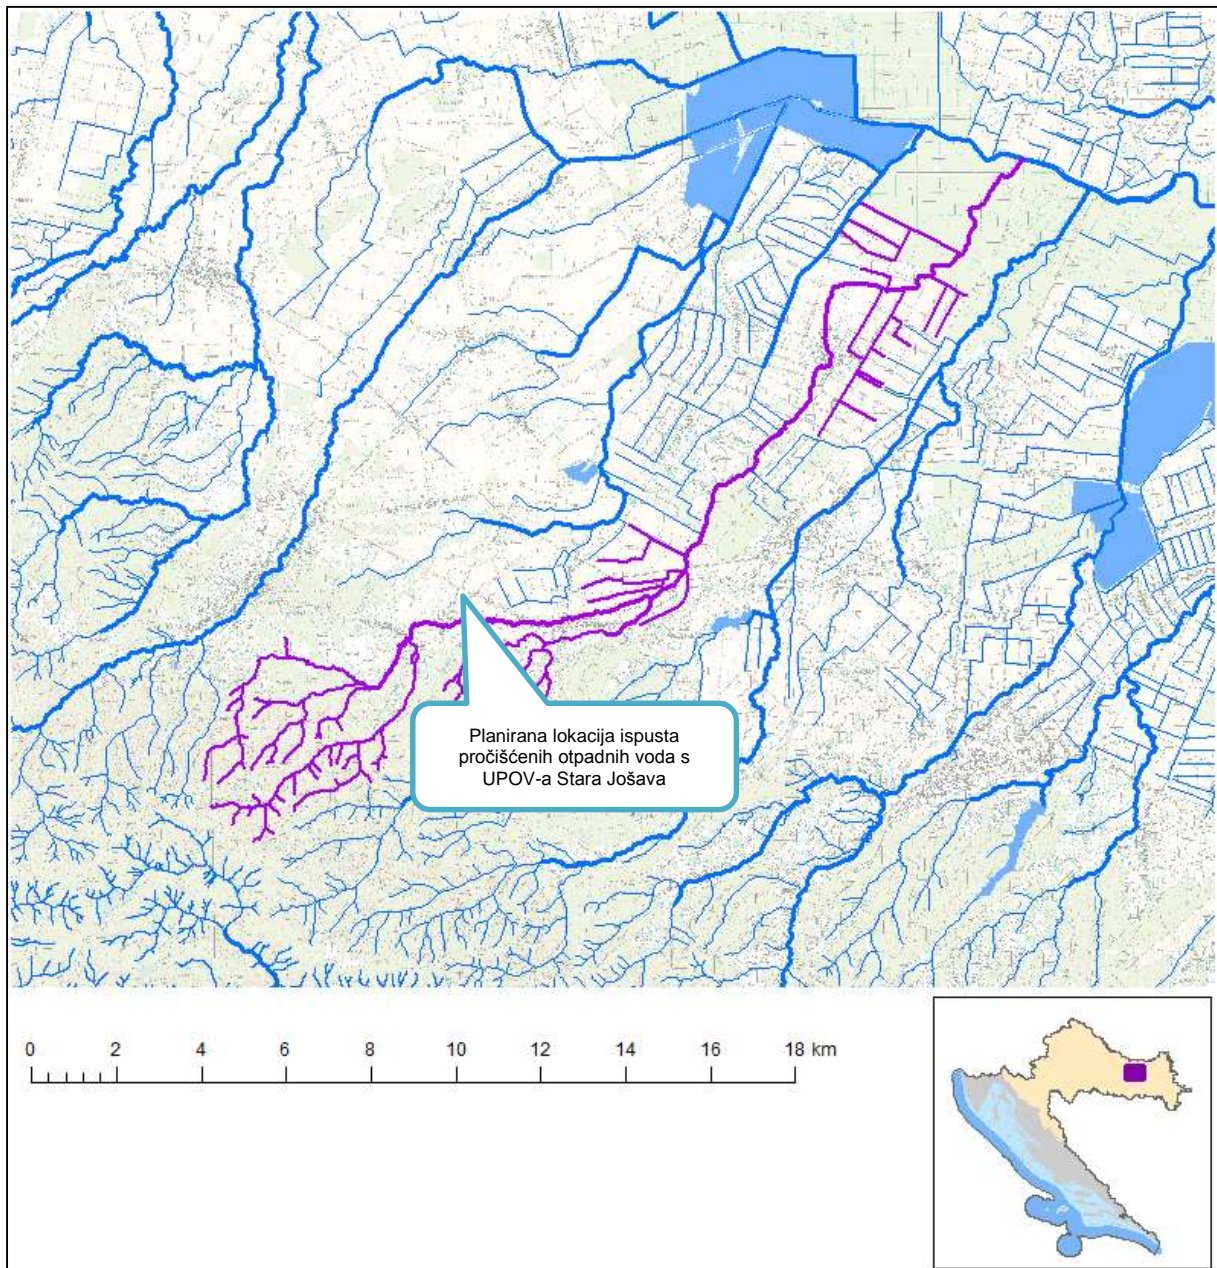 Planirana lokacija ispusta
pročišćenih otpadnih voda s
UPOV-a Stara Jošava
0 2 4 6 8 10 12 14 16 18 km